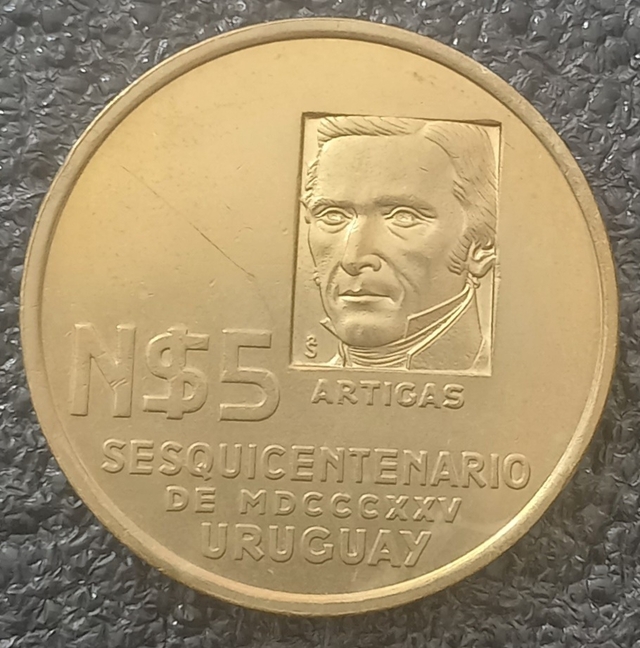 N$5
ARTIGAS
SESQUICENTENARIO
DE MDCCCXXV
URUGUAY